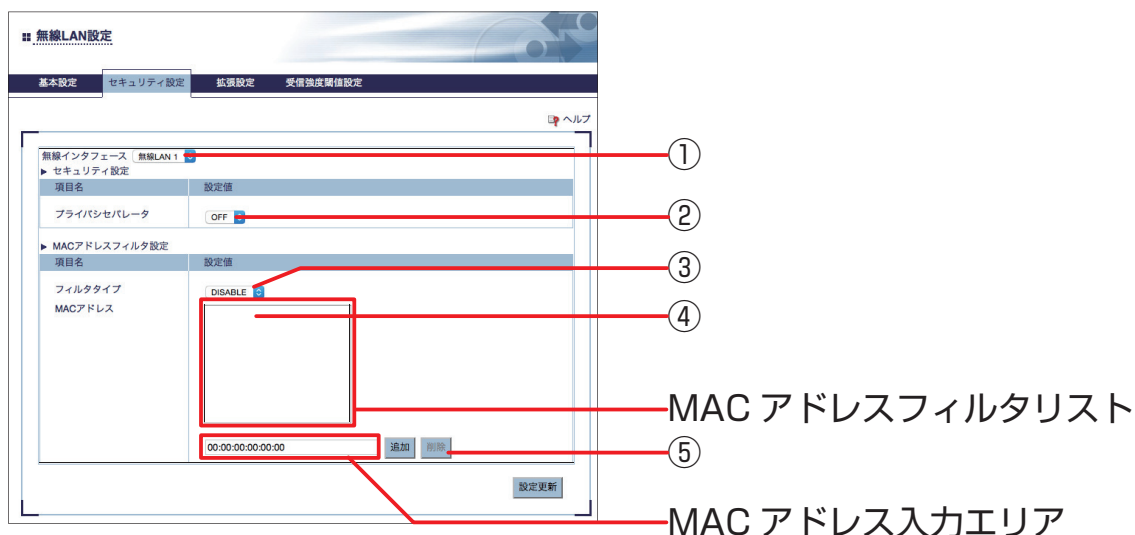 無線LAN設定
基本設定 セキュリティ設定 拡張設定 受信強度閾値設定
ヘルプ
無線インタフェース 無線LAN 1 ①
▶ セキュリティ設定
項目名 設定値
プライバシセパレータ OFF ②
▶ MACアドレスフィルタ設定
項目名 設定値 ③
フィルタタイプ DISABLE
MACアドレス ④
MAC アドレスフィルタリスト
00:00:00:00:00:00 追加 削除 ⑤
設定更新
MAC アドレス入力エリア